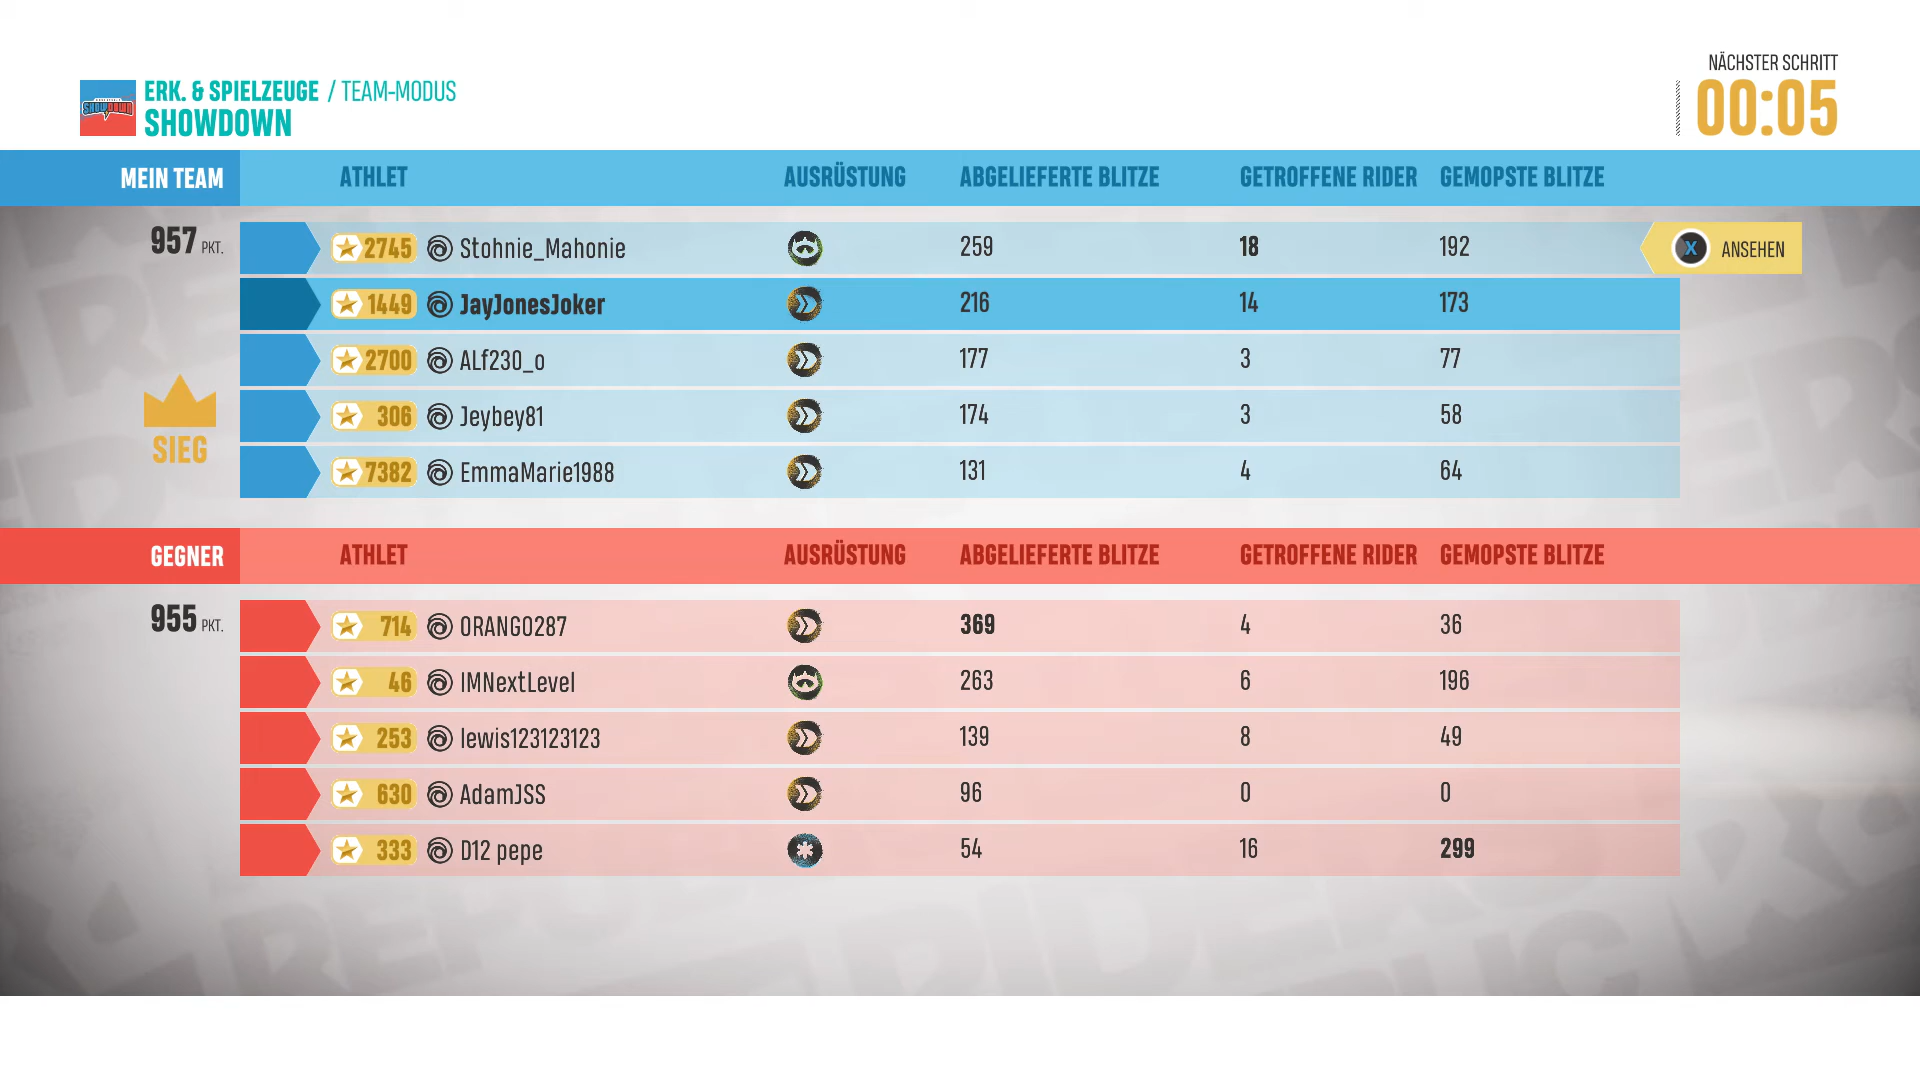 NÄCHSTER SCHRITT
00:05
ERK. & SPIELZEUGE / TEAM-MODUS
SHOWDOWN
SHOWDOWN
MEIN TEAM ATHLET AUSRÜSTUNG ABGELIEFERTE BLITZE GETROFFENE RIDER GEMOPSTE BLITZE
957 PKT.
2745 Stohnie_Mahonie 259 18 192 X ANSEHEN
1449 JayJonesJoker 216 14 173
2700 ALf230_o 177 3 77
306 Jeybey81 174 3 58
7382 EmmaMarie1988 131 4 64
SIEG
GEGNER ATHLET AUSRÜSTUNG ABGELIEFERTE BLITZE GETROFFENE RIDER GEMOPSTE BLITZE
955 PKT.
714 ORANGO287 369 4 36
46 IMNextLevel 263 6 196
253 lewis123123123 139 8 49
630 AdamJSS 96 0 0
333 D12 pepe 54 16 299